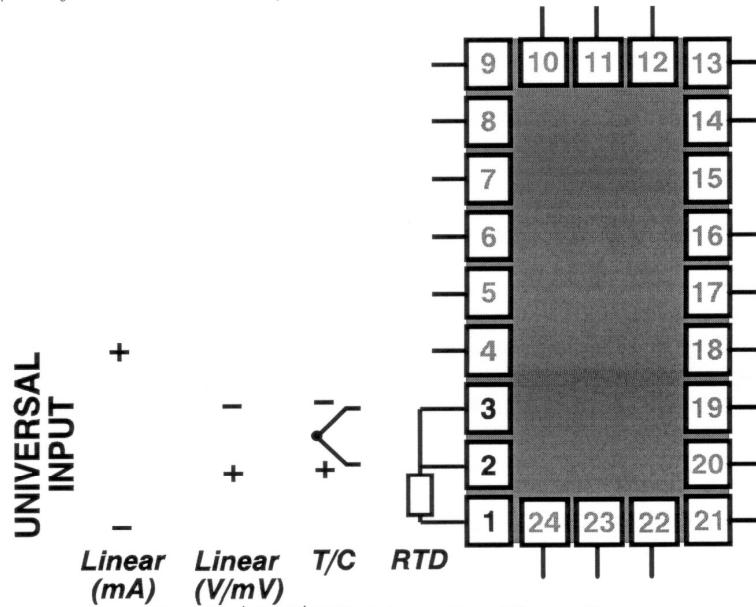 9 10 11 12 13
8 14
7 15
6 16
5 17
+ 4 18
UNIVERSAL
INPUT
− − 3 19
+ + 2 20
− 1 24 23 22 21
Linear
(mA)
Linear
(V/mV)
T/C
RTD